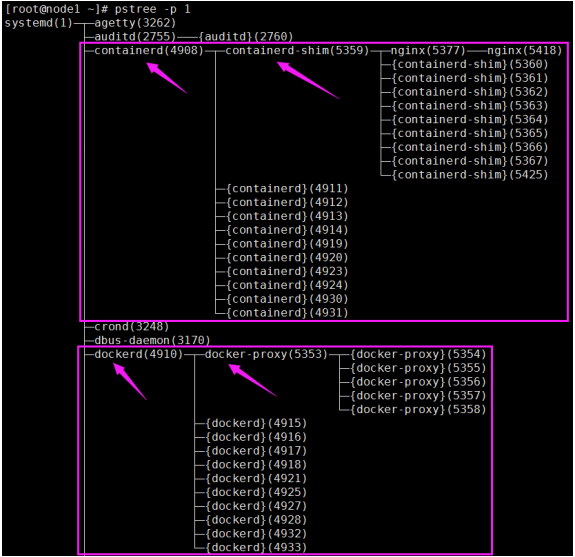 [root@node1 ~]# pstree -p 1
systemd(1)─┬─agetty(3262)
├─auditd(2755)───{auditd}(2760)
├─containerd(4908)─┬─containerd-shim(5359)─┬─nginx(5377)───nginx(5418)
├─{containerd-shim}(5360)
├─{containerd-shim}(5361)
├─{containerd-shim}(5362)
├─{containerd-shim}(5363)
├─{containerd-shim}(5364)
├─{containerd-shim}(5365)
├─{containerd-shim}(5366)
├─{containerd-shim}(5367)
└─{containerd-shim}(5425)
├─{containerd}(4911)
├─{containerd}(4912)
├─{containerd}(4913)
├─{containerd}(4914)
├─{containerd}(4919)
├─{containerd}(4920)
├─{containerd}(4923)
├─{containerd}(4924)
├─{containerd}(4930)
└─{containerd}(4931)
├─crond(3248)
├─dbus-daemon(3170)
├─dockerd(4910)─┬─docker-proxy(5353)─┬─{docker-proxy}(5354)
├─{docker-proxy}(5355)
├─{docker-proxy}(5356)
├─{docker-proxy}(5357)
└─{docker-proxy}(5358)
├─{dockerd}(4915)
├─{dockerd}(4916)
├─{dockerd}(4917)
├─{dockerd}(4918)
├─{dockerd}(4921)
├─{dockerd}(4925)
├─{dockerd}(4927)
├─{dockerd}(4928)
├─{dockerd}(4932)
└─{dockerd}(4933)